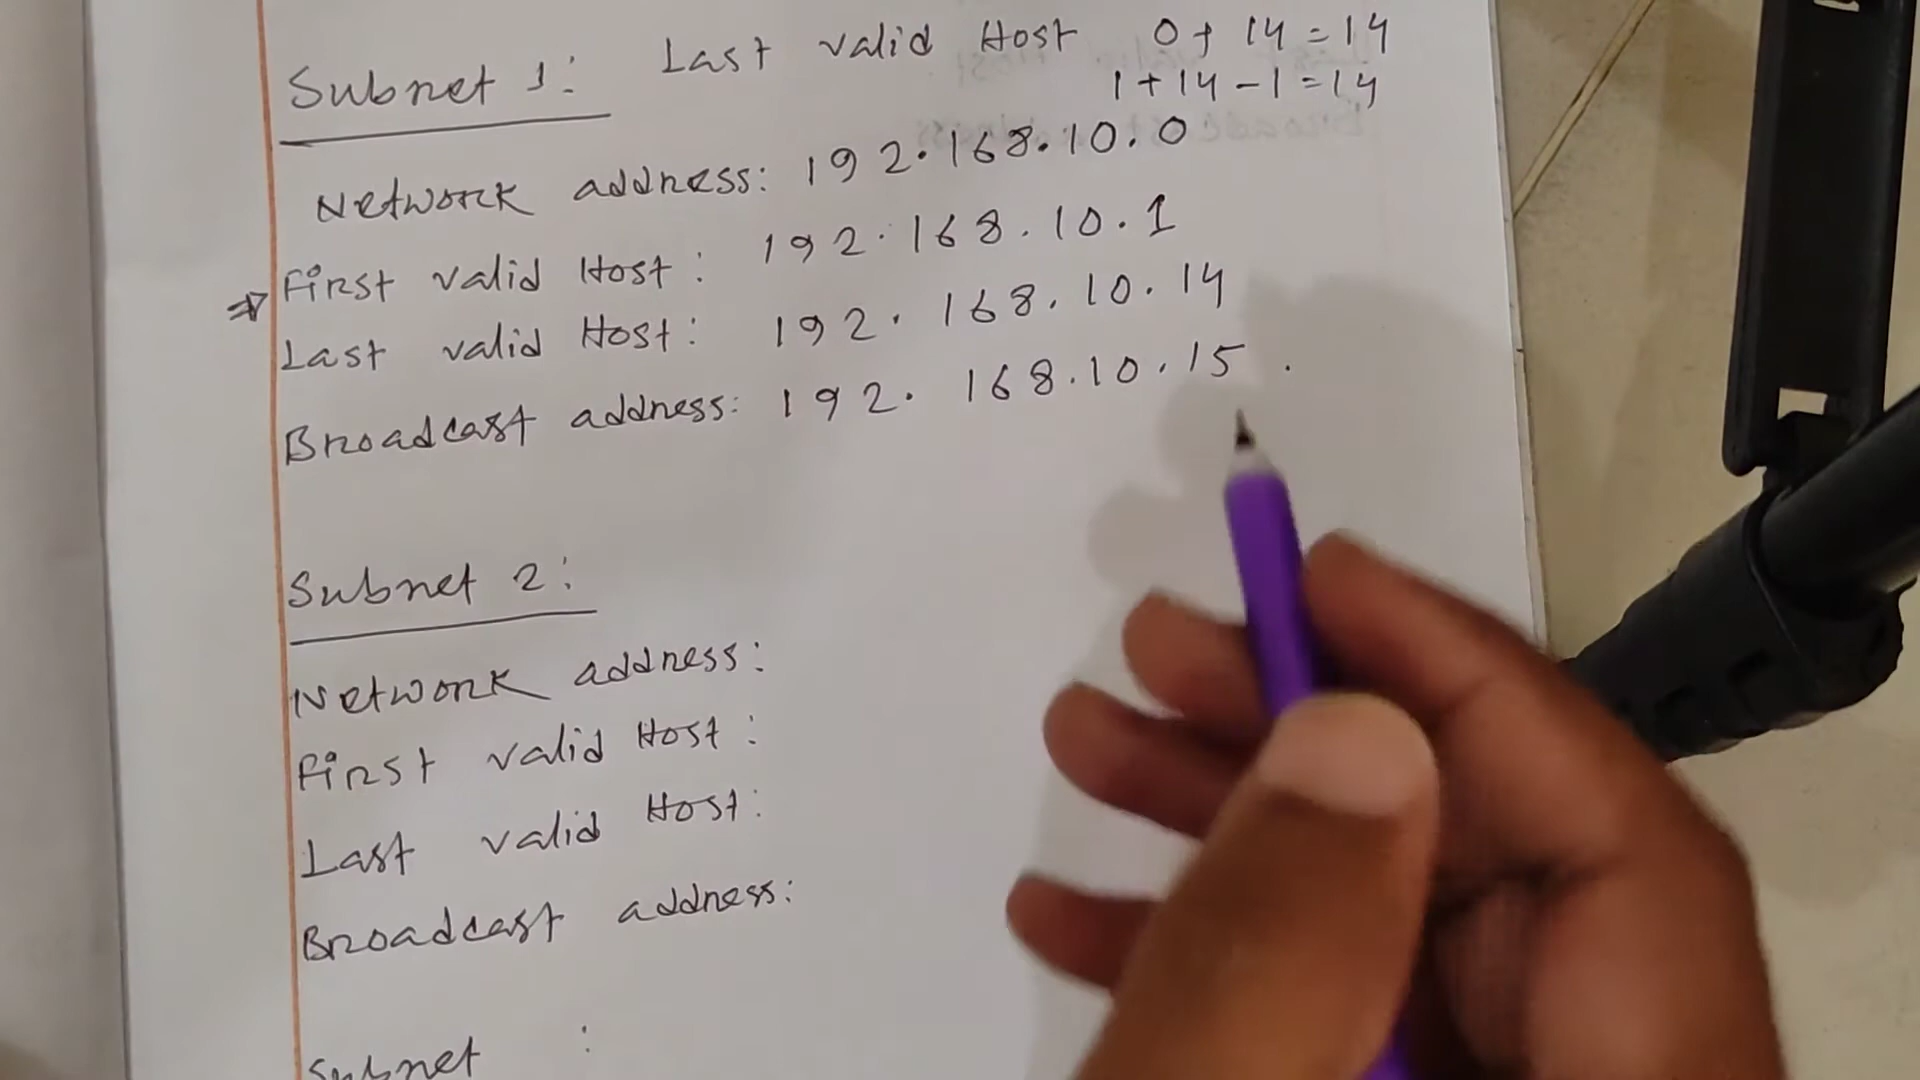 Last valid Host 0+ 14 = 14
Subnet 1: 1+14-1=14
Network address: 192.168.10.0
⇒ First valid Host: 192.168.10.1
Last valid Host: 192.168.10.14
Broadcast address: 192.168.10.15.
Subnet 2:
Network address:
First valid Host:
Last valid Host:
Broadcast address:
Subnet :